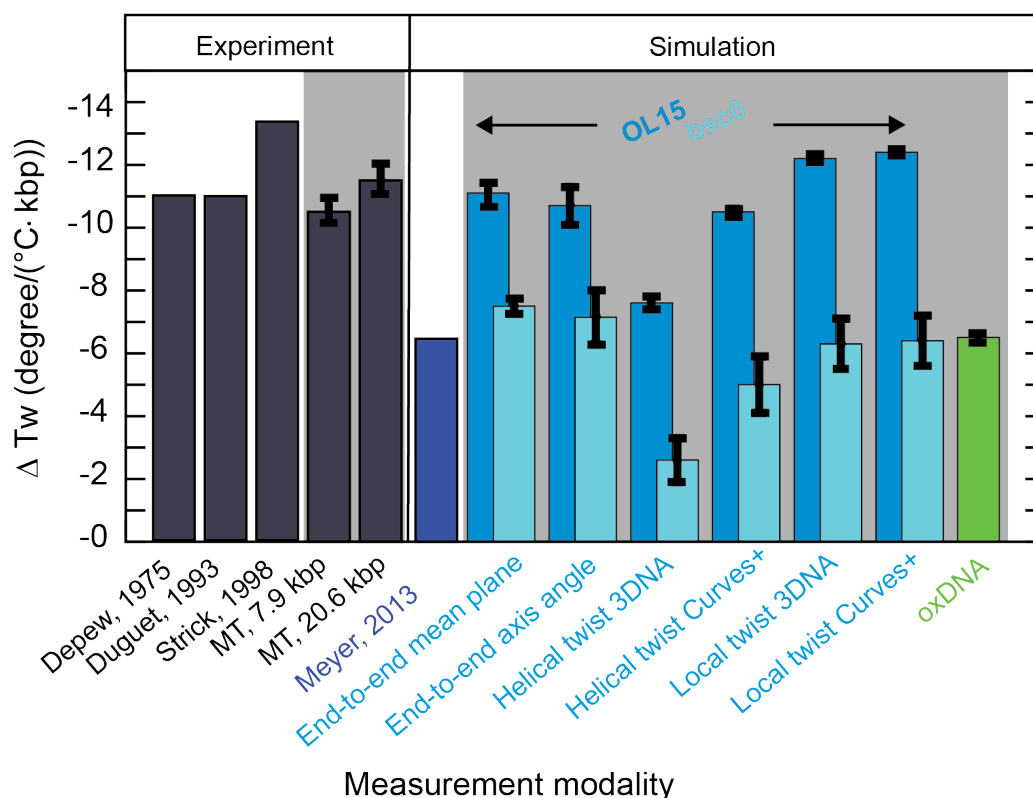 Experiment
Simulation
Δ Tw (degree/(°C· kbp))
-14
-12
-10
-8
-6
-4
-2
-0
OL15
bsc0
Depew, 1975
Duguet, 1993
Strick, 1998
MT, 7.9 kbp
MT, 20.6 kbp
Meyer, 2013
End-to-end mean plane
End-to-end axis angle
Helical twist 3DNA
Helical twist Curves+
Local twist 3DNA
Local twist Curves+
oxDNA
Measurement modality